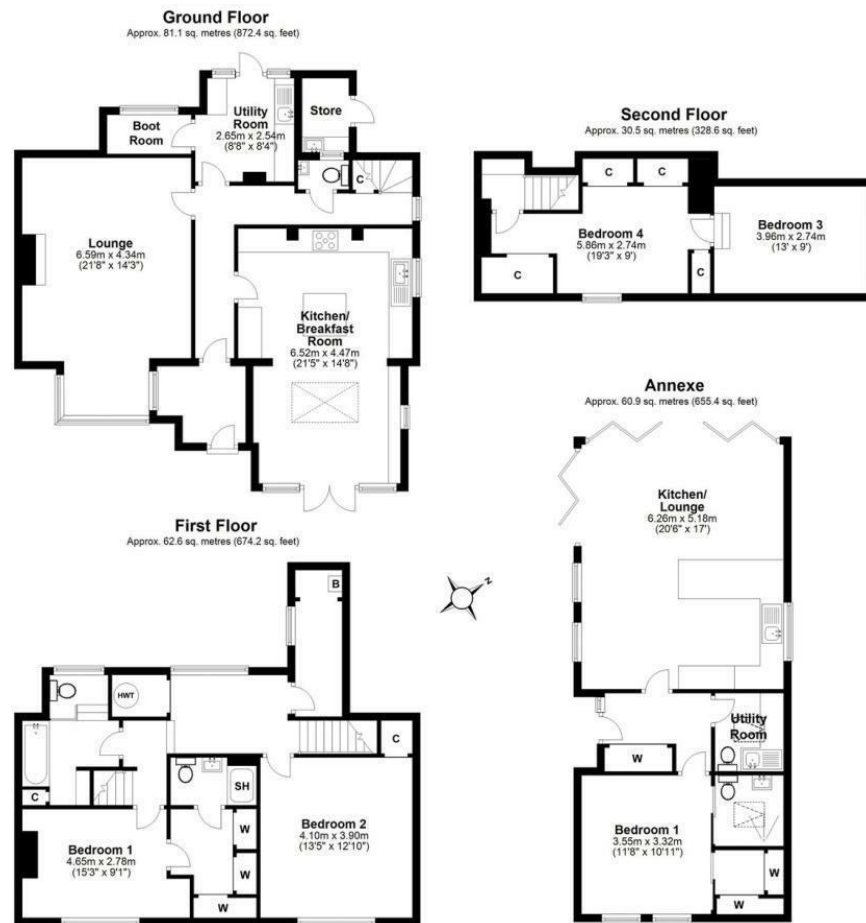 Ground Floor
Approx. 81.1 sq. metres (872.4 sq. feet)
Boot
Room
Utility
Room
2.65m x 2.54m
(8'8" x 8'4")
Store
C
Lounge
6.59m x 4.34m
(21'8" x 14'3")
Kitchen/
Breakfast
Room
6.52m x 4.47m
(21'5" x 14'8")
Second Floor
Approx. 30.5 sq. metres (328.6 sq. feet)
C
C
Bedroom 4
5.86m x 2.74m
(19'3" x 9')
Bedroom 3
3.96m x 2.74m
(13' x 9')
C
C
First Floor
Approx. 62.6 sq. metres (674.2 sq. feet)
B
HWT
C
C
SH
Bedroom 1
4.65m x 2.78m
(15'3" x 9'1")
W
W
W
Bedroom 2
4.10m x 3.90m
(13'5" x 12'10")
Z
Annexe
Approx. 60.9 sq. metres (655.4 sq. feet)
Kitchen/
Lounge
6.26m x 5.18m
(20'6" x 17')
Utility
Room
W
Bedroom 1
3.55m x 3.32m
(11'8" x 10'11")
W
W